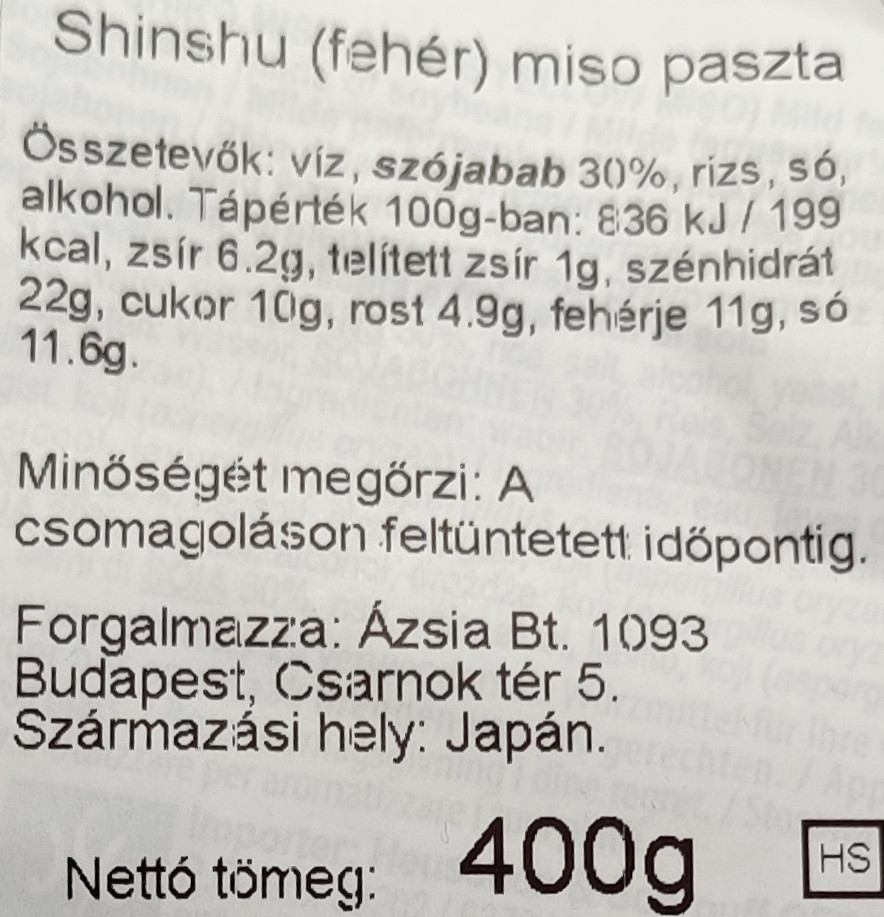 Shinshu (fehér) miso paszta
Összetevők: víz, szójabab 30%, rizs, só,
alkohol. Tápérték 100g-ban: 836 kJ / 199
kcal, zsír 6.2g, telített zsír 1g, szénhidrát
22g, cukor 10g, rost 4.9g, fehérje 11g, só
11.6g.
Minőségét megőrzi: A
csomagoláson feltüntetett időpontig.
Forgalmazza: Ázsia Bt. 1093
Budapest, Csarnok tér 5.
Származási hely: Japán.
Nettó tömeg: 400g
HS